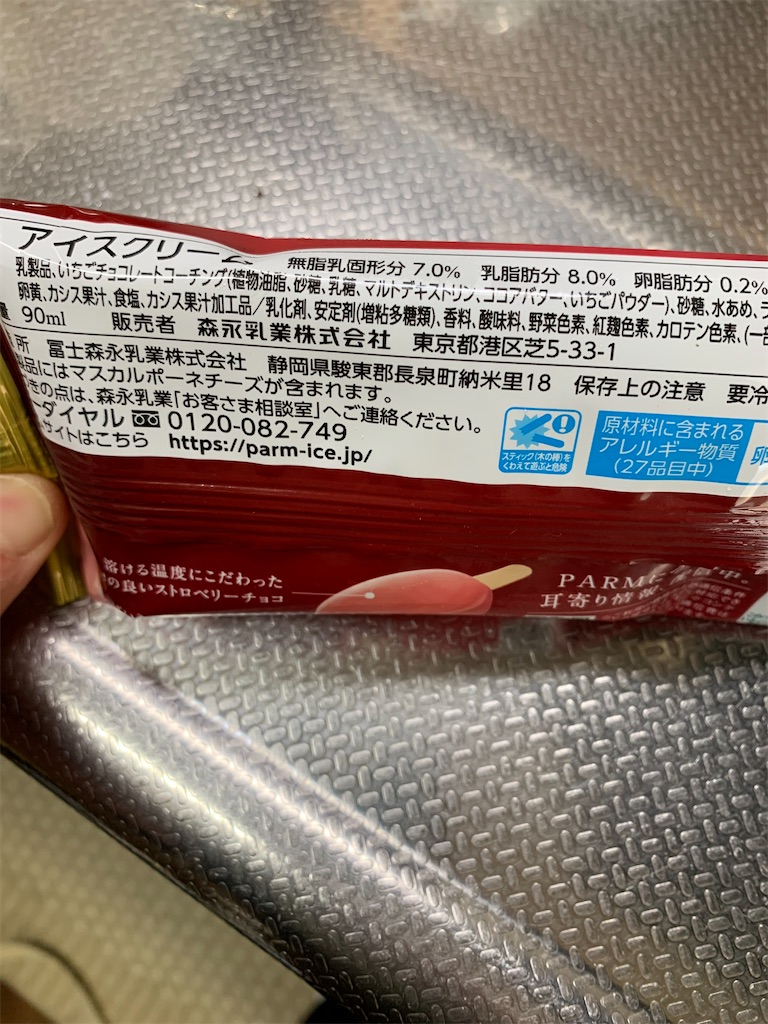 アイスクリーム 無脂乳固形分 7.0% 乳脂肪分 8.0% 卵脂肪分 0.2%
乳製品、いちごチョコレートコーチング(植物油脂、砂糖、乳糖、マルトデキストリン、ココアバター、いちごパウダー)、砂糖、水あめ、
卵黄、カシス果汁、食塩、カシス果汁加工品/乳化剤、安定剤(増粘多糖類)、香料、酸味料、野菜色素、紅麹色素、カロテン色素、(一
量 90ml 販売者 森永乳業株式会社 東京都港区芝5-33-1
所 冨士森永乳業株式会社 静岡県駿東郡長泉町納米里18 保存上の注意 要冷
品にはマスカルポーネチーズが含まれます。
きの点は、森永乳業「お客さま相談室」へご連絡ください。
ーダイヤル 0120-082-749
サイトはこちら https://parm-ice.jp/
スティック(木の棒)を
くわえて遊ぶと危険
原材料に含まれる
アレルギー物質
(27品目中)
卵
溶ける温度にこだわった
の良いストロベリーチョコ
PARM
耳寄り情報